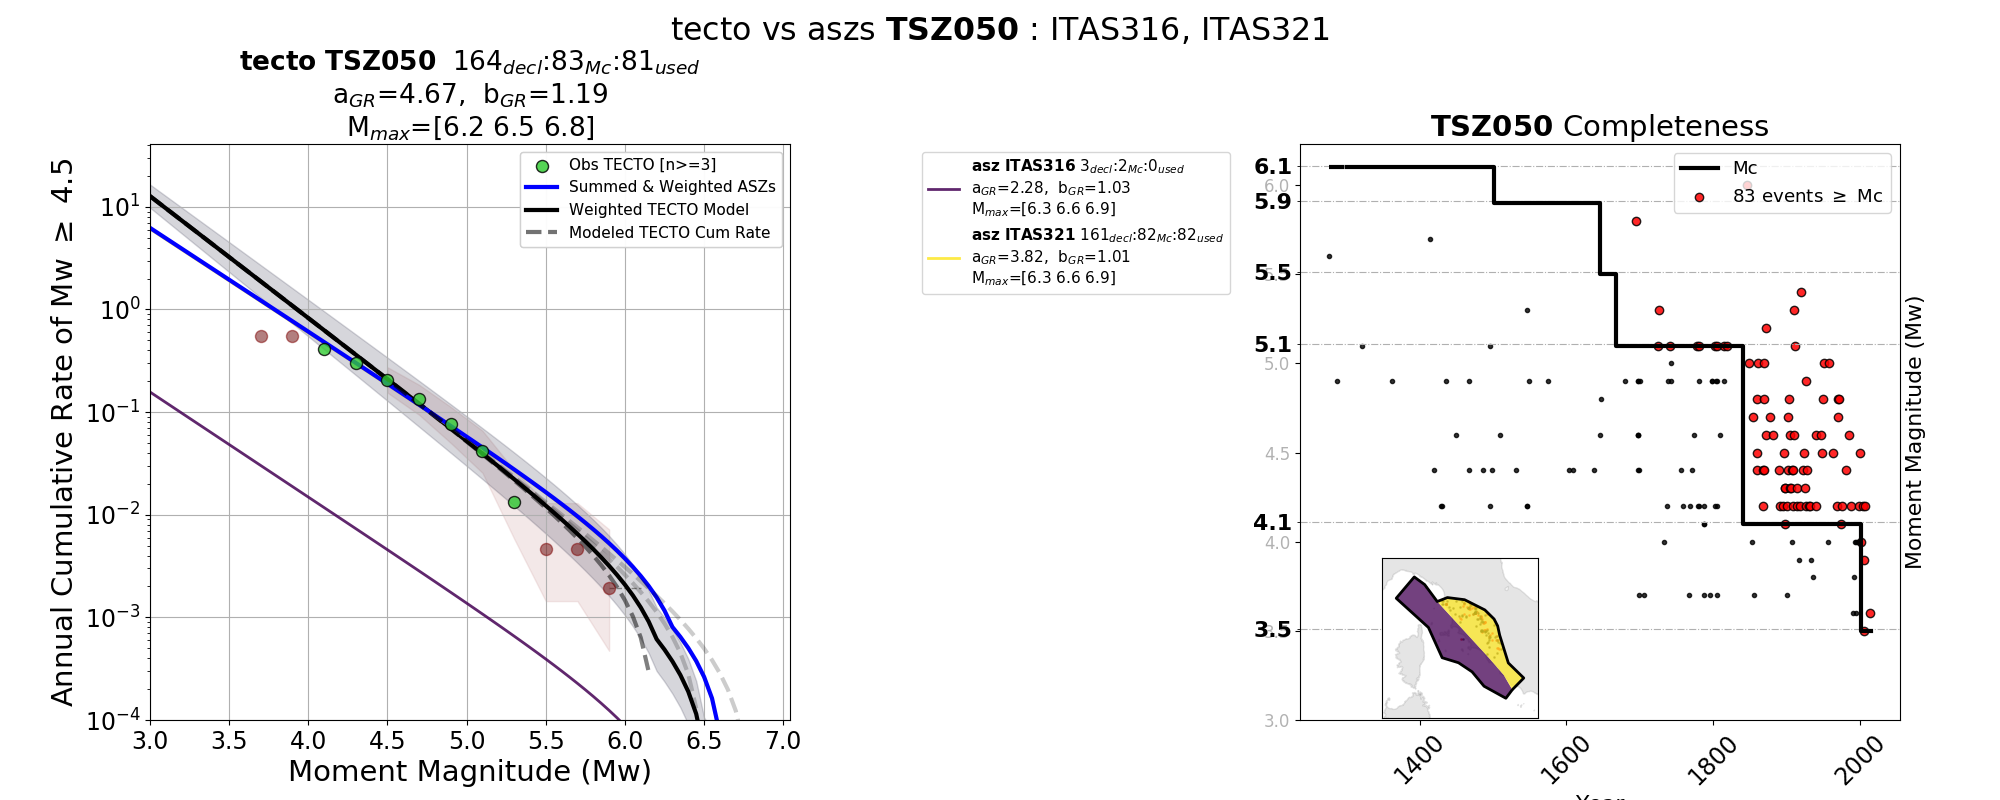 tecto vs aszs TSZ050 : ITAS316, ITAS321
tecto TSZ050 164decl:83Mc:81used
aGR=4.67, bGR=1.19
Mmax=[6.2 6.5 6.8]
Obs TECTO [n>=3]
Summed & Weighted ASZs
Weighted TECTO Model
Modeled TECTO Cum Rate
Annual Cumulative Rate of Mw ≥ 4.5
10^1
10^0
10^−1
10^−2
10^−3
10^−4
3.0 3.5 4.0 4.5 5.0 5.5 6.0 6.5 7.0
Moment Magnitude (Mw)
asz ITAS316 3decl:2Mc:0used
aGR=2.28, bGR=1.03
Mmax=[6.3 6.6 6.9]
asz ITAS321 161decl:82Mc:82used
aGR=3.82, bGR=1.01
Mmax=[6.3 6.6 6.9]
TSZ050 Completeness
Mc
83 events ≥ Mc
6.1
6.0
5.9
5.5
5.1
5.0
4.5
4.1
4.0
3.5
3.0
1400 1600 1800 2000
Moment Magnitude (Mw)